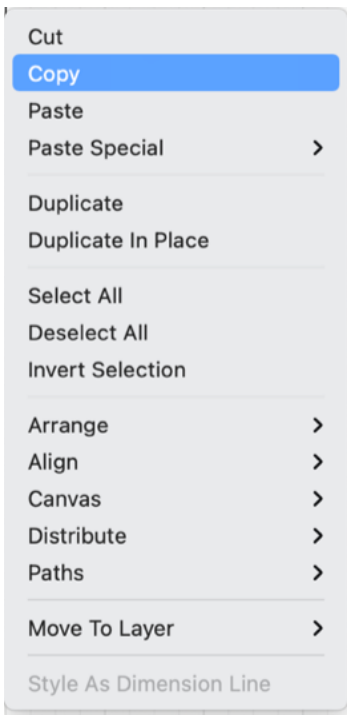 Cut
Copy
Paste
Paste Special
Duplicate
Duplicate In Place
Select All
Deselect All
Invert Selection
Arrange
Align
Canvas
Distribute
Paths
Move To Layer
Style As Dimension Line